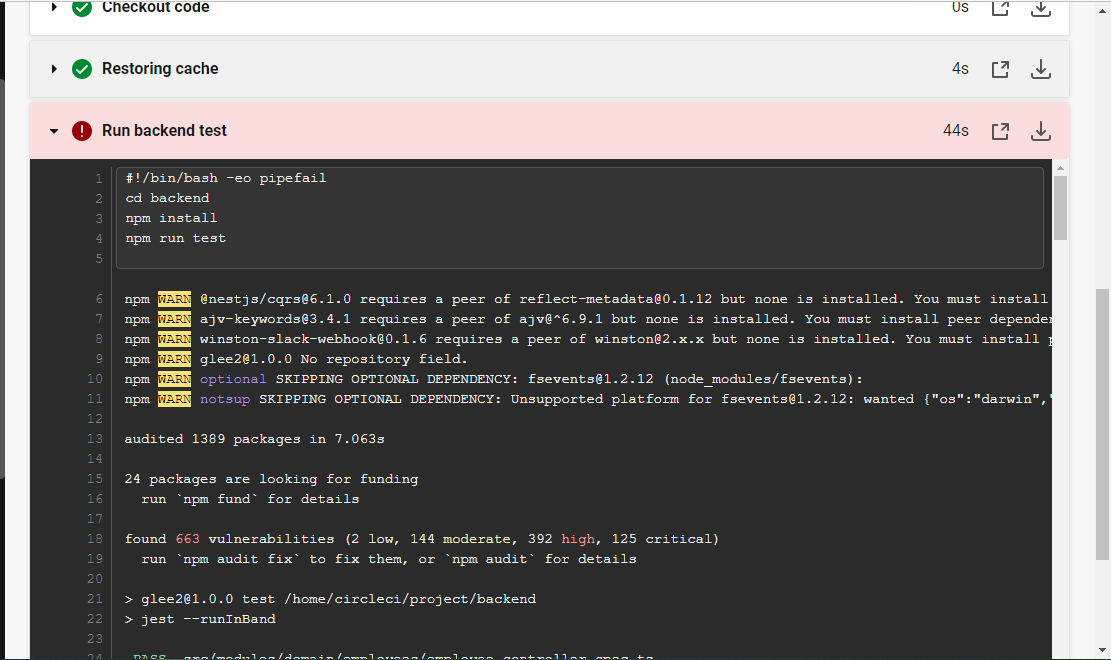 Checkout code 0s
Restoring cache 4s
! Run backend test 44s
1 #!/bin/bash -eo pipefail
2 cd backend
3 npm install
4 npm run test
5
6 npm WARN @nestjs/cqrs@6.1.0 requires a peer of reflect-metadata@0.1.12 but none is installed. You must install
7 npm WARN ajv-keywords@3.4.1 requires a peer of ajv@^6.9.1 but none is installed. You must install peer depender
8 npm WARN winston-slack-webhook@0.1.6 requires a peer of winston@2.x.x but none is installed. You must install p
9 npm WARN glee2@1.0.0 No repository field.
10 npm WARN optional SKIPPING OPTIONAL DEPENDENCY: fsevents@1.2.12 (node_modules/fsevents):
11 npm WARN notsup SKIPPING OPTIONAL DEPENDENCY: Unsupported platform for fsevents@1.2.12: wanted {"os":"darwin","
12
13 audited 1389 packages in 7.063s
14
15 24 packages are looking for funding
16 run `npm fund` for details
17
18 found 663 vulnerabilities (2 low, 144 moderate, 392 high, 125 critical)
19 run `npm audit fix` to fix them, or `npm audit` for details
20
21 > glee2@1.0.0 test /home/circleci/project/backend
22 > jest --runInBand
23
24 PASS src/modules/domain/employees/employee.controller.spec.ts